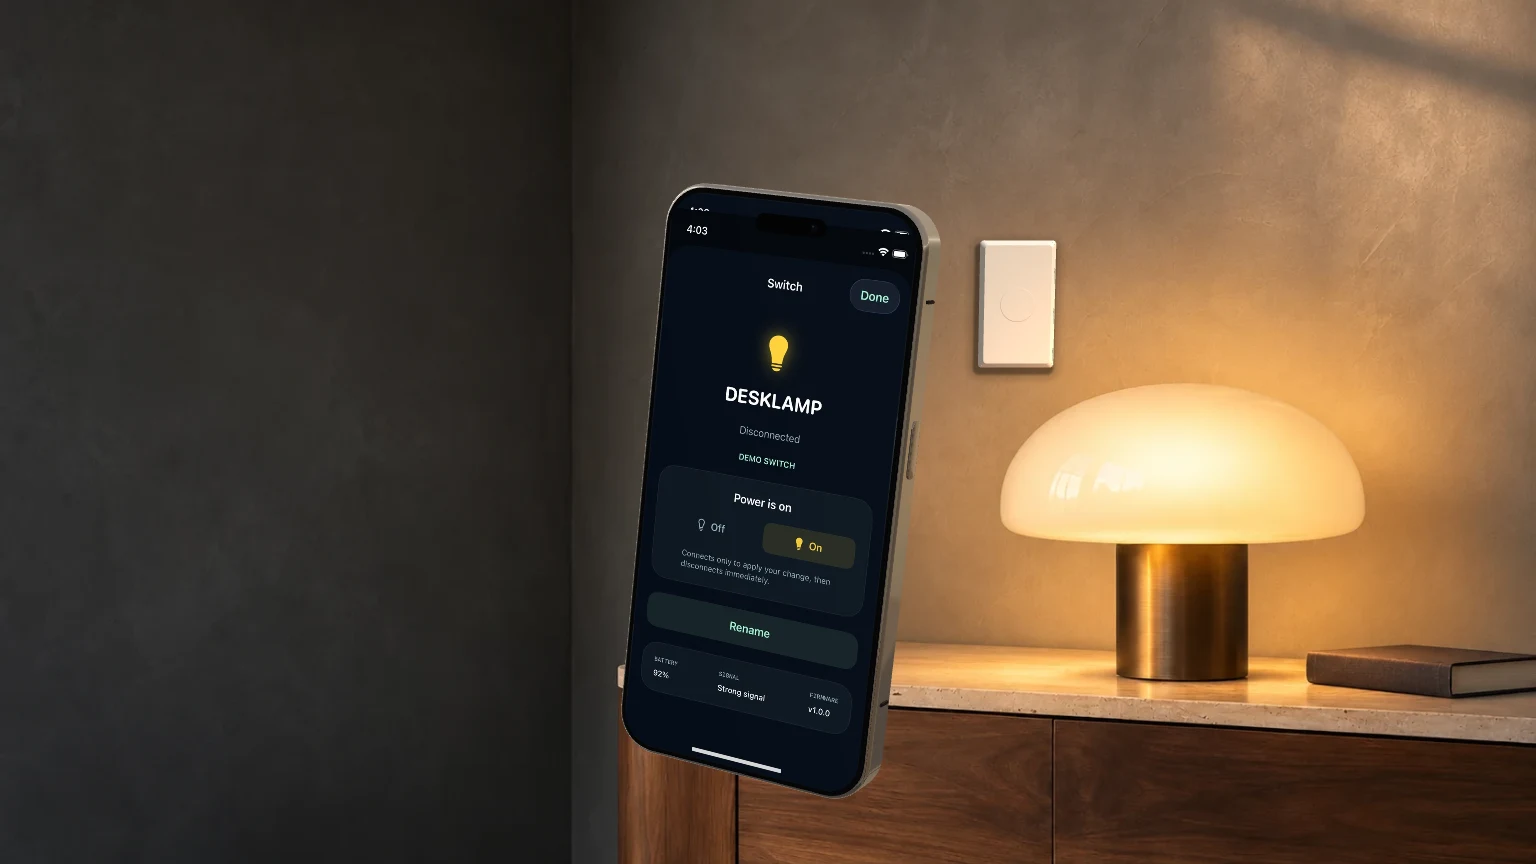 4:03
Switch
Done
DESKLAMP
Disconnected
DEMO SWITCH
Power is on
Off
On
Connects only to apply your change, then
disconnects immediately.
Rename
BATTERY
92%
SIGNAL
Strong signal
FIRMWARE
v1.0.0